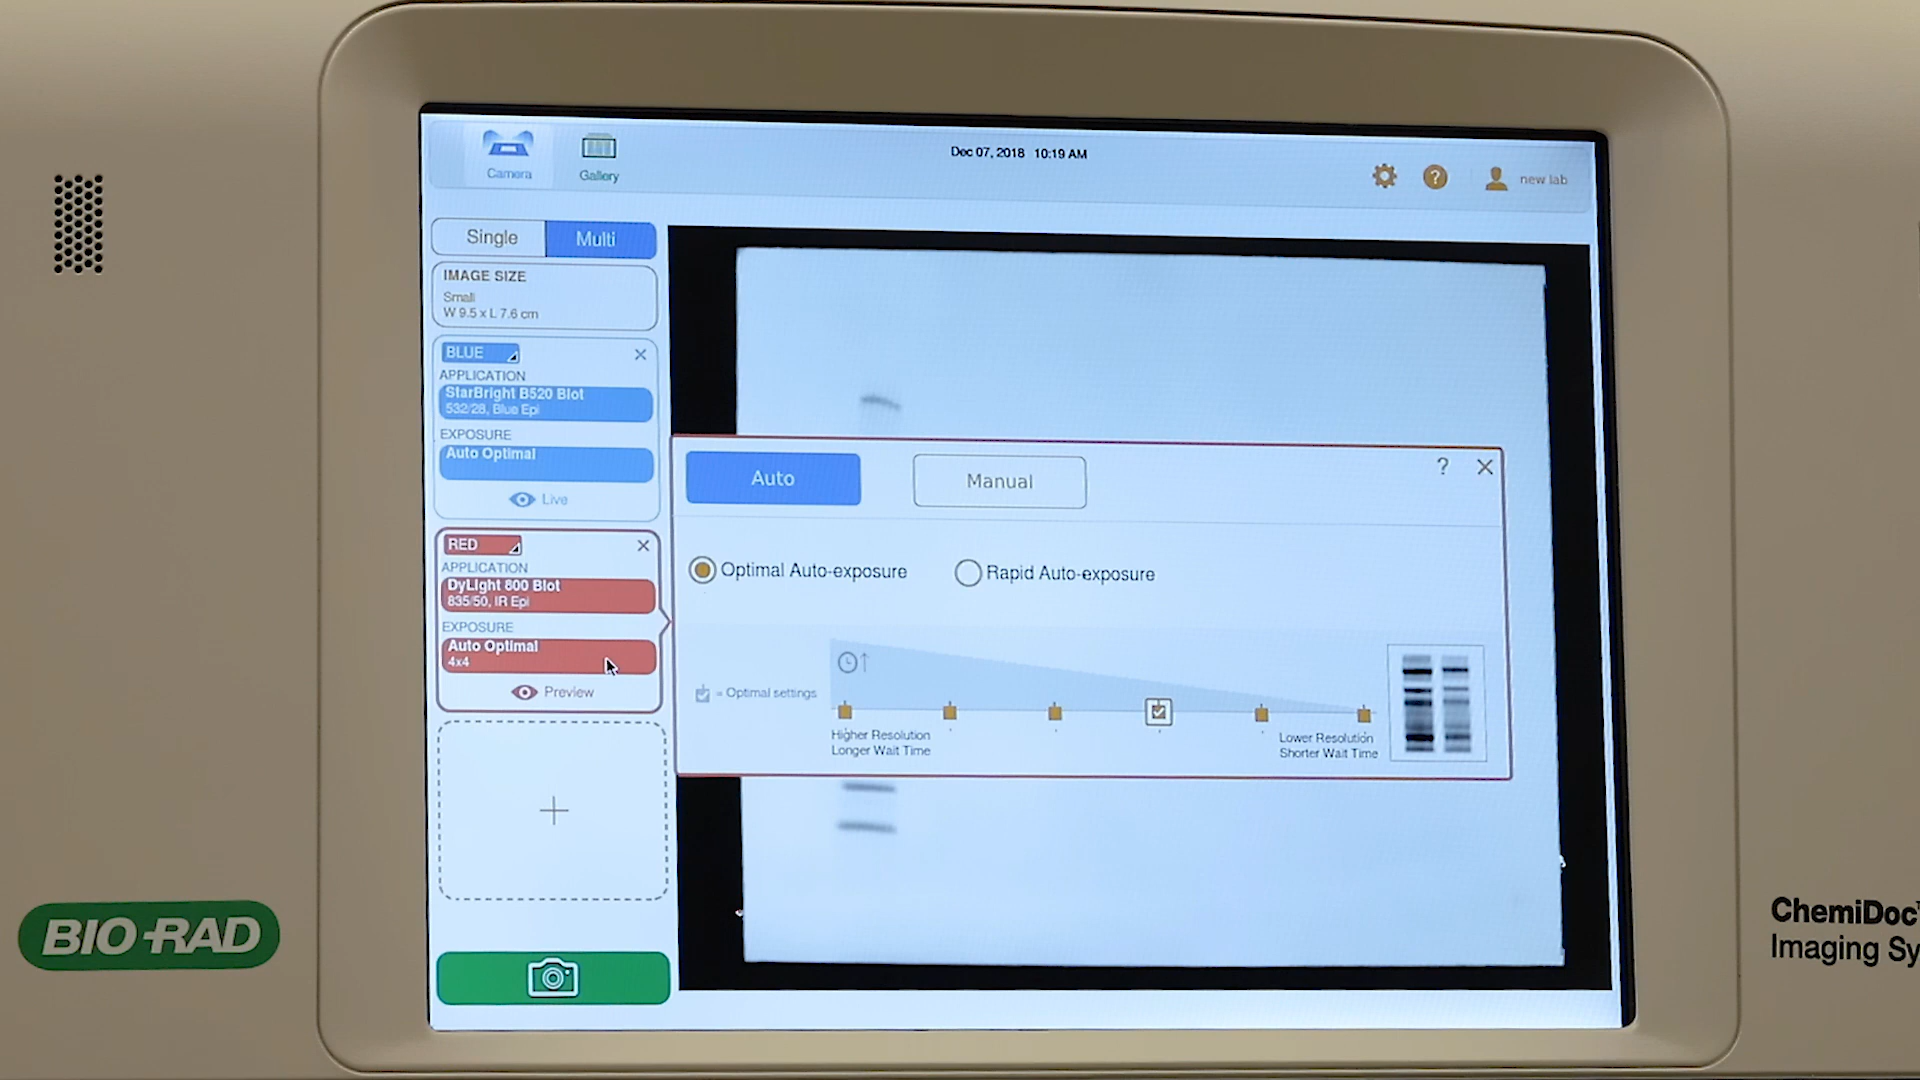 Camera
Gallery
Dec 07, 2018 10:19 AM
? new lab
Single
Multi
IMAGE SIZE
Small
W 9.5 x L 7.6 cm
BLUE
APPLICATION
StarBright B520 Blot
532/28, Blue Epi
EXPOSURE
Auto Optimal
Live
RED
APPLICATION
DyLight 800 Blot
835/50, IR Epi
EXPOSURE
Auto Optimal
4x4
Preview
Auto
Manual
?
Optimal Auto-exposure
Rapid Auto-exposure
= Optimal settings
Higher Resolution
Longer Wait Time
Lower Resolution
Shorter Wait Time
BIO-RAD
ChemiDoc
Imaging Sy